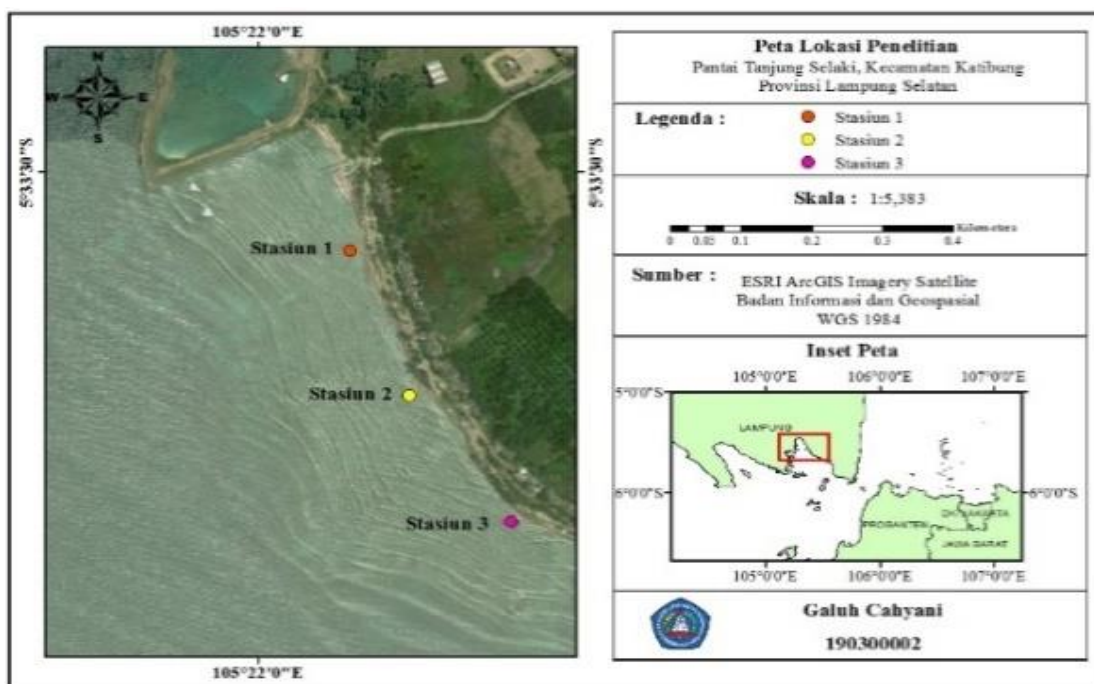 105°22'0"E
N
W E
S
5°33'30"S
5°33'30"S
Stasiun 1
Stasiun 2
Stasiun 3
105°22'0"E
Peta Lokasi Penelitian
Pantai Tanjung Selaki, Kecamatan Katibung
Provinsi Lampung Selatan
Legenda :
Stasiun 1
Stasiun 2
Stasiun 3
Skala : 1:5,383
Kilometers
0 0.05 0.1 0.2 0.3 0.4
Sumber :
ESRI ArcGIS Imagery Satellite
Badan Informasi dan Geospasial
WGS 1984
Inset Peta
105°0'0"E 106°0'0"E 107°0'0"E
5°0'0"S 5°0'0"S
LAMPUNG
6°0'0"S 6°0'0"S
DKI JAKARTA
PROBANTEN
JAWA BARAT
105°0'0"E 106°0'0"E 107°0'0"E
Galuh Cahyani
190300002